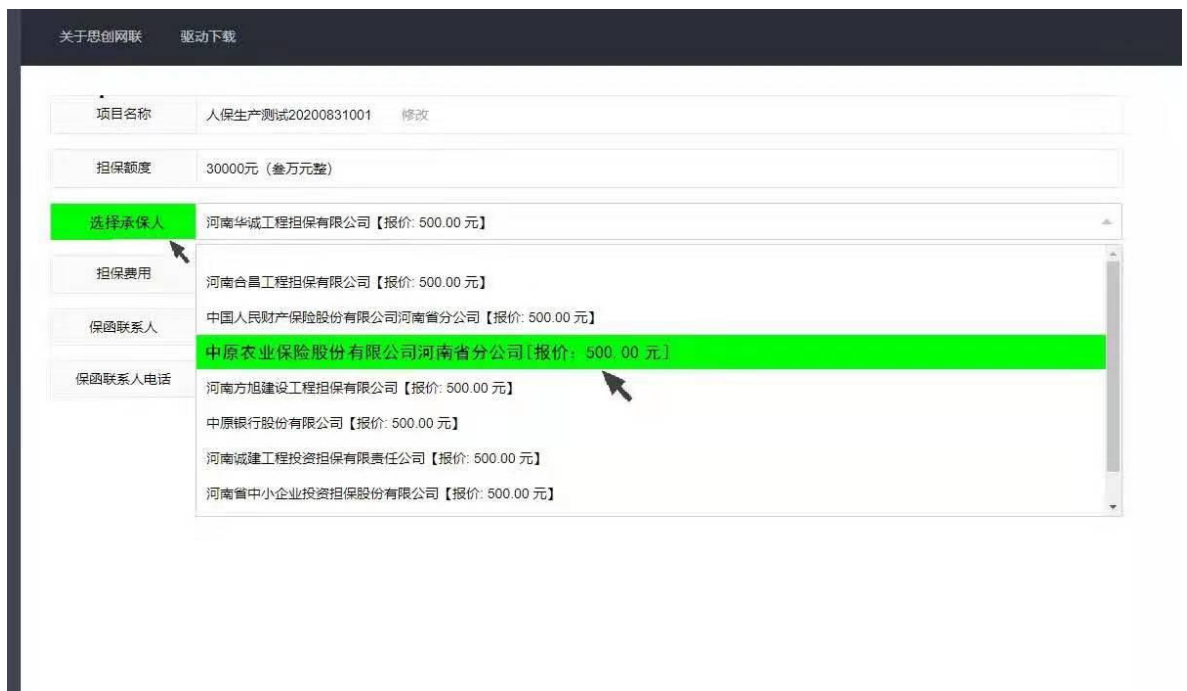 关于思创网联 驱动下载
项目名称 人保生产测试20200831001 修改
担保额度 30000元（叁万元整）
选择承保人 河南华诚工程担保有限公司【报价: 500.00 元】
担保费用
河南合昌工程担保有限公司【报价: 500.00 元】
中国人民财产保险股份有限公司河南省分公司【报价: 500.00 元】
保函联系人
中原农业保险股份有限公司河南省分公司[报价：500.00 元]
保函联系人电话
河南方旭建设工程担保有限公司【报价: 500.00 元】
中原银行股份有限公司【报价: 500.00 元】
河南诚建工程投资担保有限责任公司【报价: 500.00 元】
河南省中小企业投资担保股份有限公司【报价: 500.00 元】